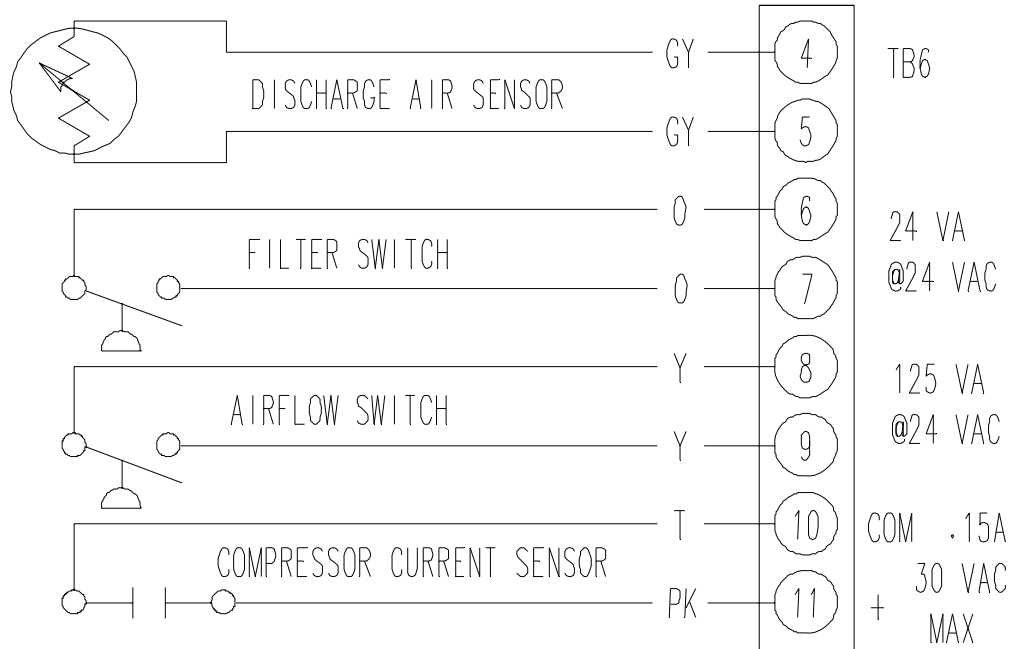 GY 4 TB6
DISCHARGE AIR SENSOR
GY 5
O 6
24 VA
FILTER SWITCH
@24 VAC
O 7
Y 8
125 VA
AIRFLOW SWITCH
@24 VAC
Y 9
T 10 COM .15A
COMPRESSOR CURRENT SENSOR
30 VAC
PK 11 +
MAX